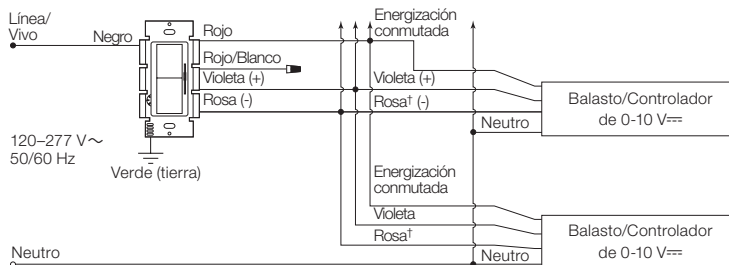 Línea/
Vivo
Negro
Rojo
Rojo/Blanco
Violeta (+)
Rosa (-)
120–277 V~
50/60 Hz
Verde (tierra)
Energización
conmutada
Violeta (+)
Rosa† (-)
Neutro
Balasto/Controlador
de 0-10 V⎓
Energización
conmutada
Violeta
Rosa†
Neutro
Balasto/Controlador
de 0-10 V⎓
Neutro